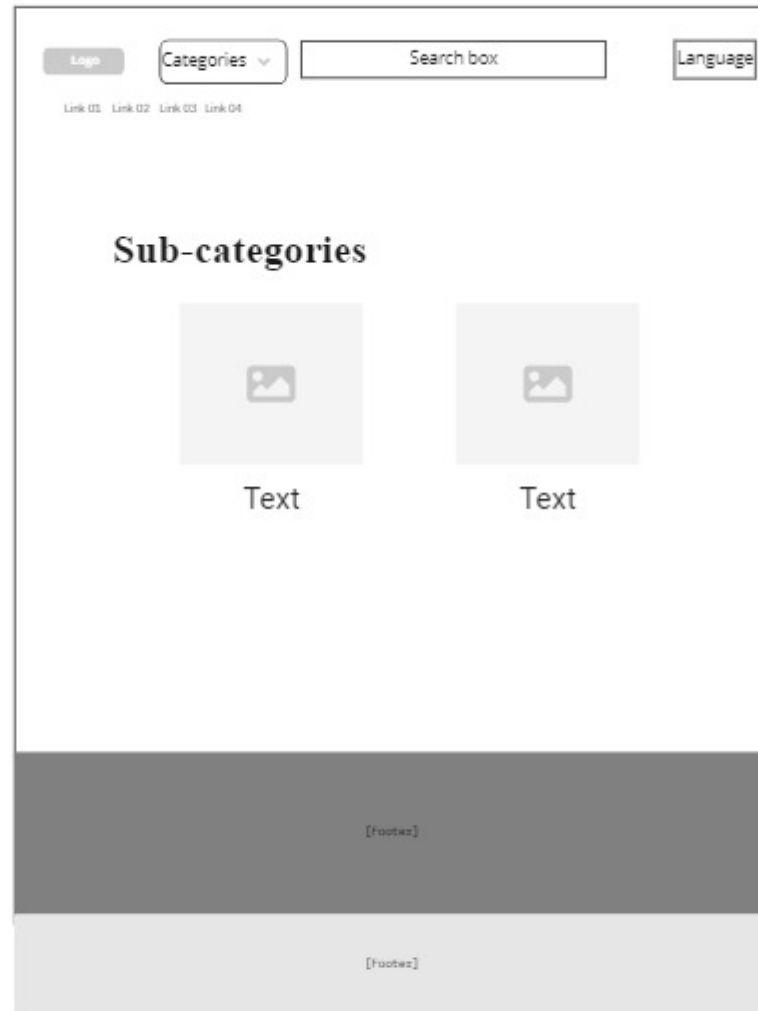 Logo Categories Search box Language
Link 01 Link 02 Link 03 Link 04
Sub-categories
Text Text
[footer]
[footer]